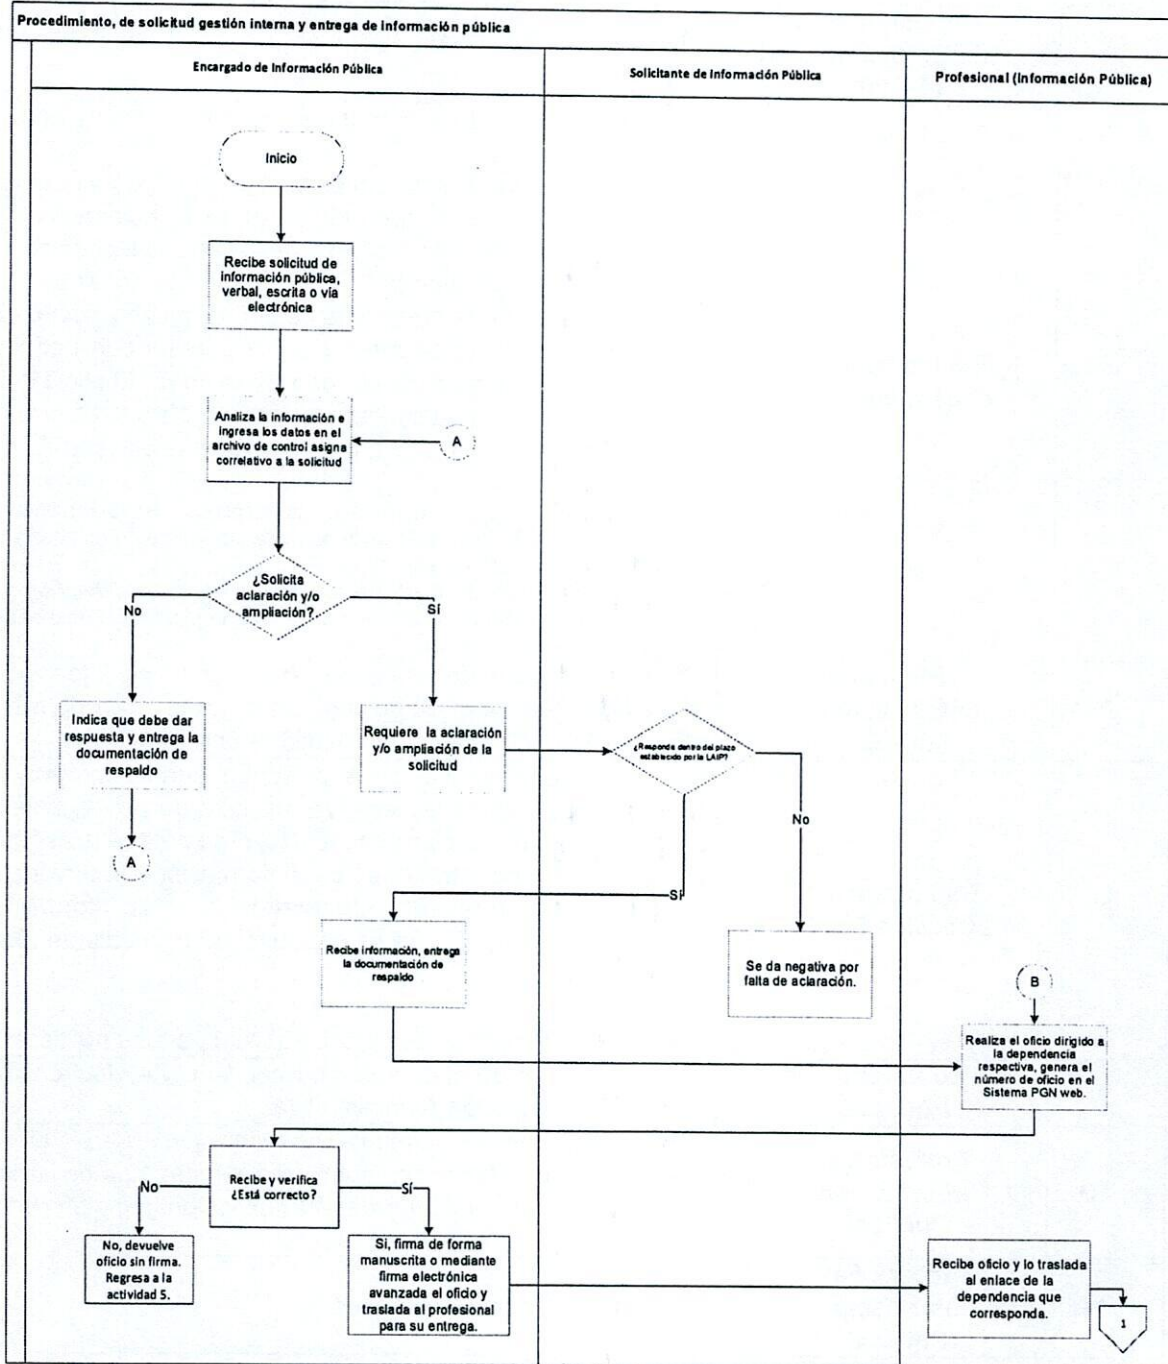 Procedimiento, de solicitud gestión interna y entrega de información pública
Encargado de Información Pública
Solicitante de Información Pública
Profesional (Información Pública)
Inicio
Recibe solicitud de
información pública,
verbal, escrita o vía
electrónica
Analiza la información e
ingresa los datos en el
archivo de control asigna
correlativo a la solicitud
A
¿Solicita
aclaración y/o
ampliación?
No
Sí
Indica que debe dar
respuesta y entrega la
documentación de
respaldo
Requiere la aclaración
y/o ampliación de la
solicitud
¿Responde dentro del plazo
establecido por la LAIP?
No
A
Sí
Recibe información, entrega
la documentación de
respaldo
Se da negativa por
falta de aclaración.
B
Realiza el oficio dirigido a
la dependencia
respectiva, genera el
número de oficio en el
Sistema PGN web.
Recibe y verifica
¿Está correcto?
No
Sí
No, devuelve
oficio sin firma.
Regresa a la
actividad 5.
Si, firma de forma
manuscrita o mediante
firma electrónica
avanzada el oficio y
traslada al profesional
para su entrega.
Recibe oficio y lo traslada
al enlace de la
dependencia que
corresponda.
1